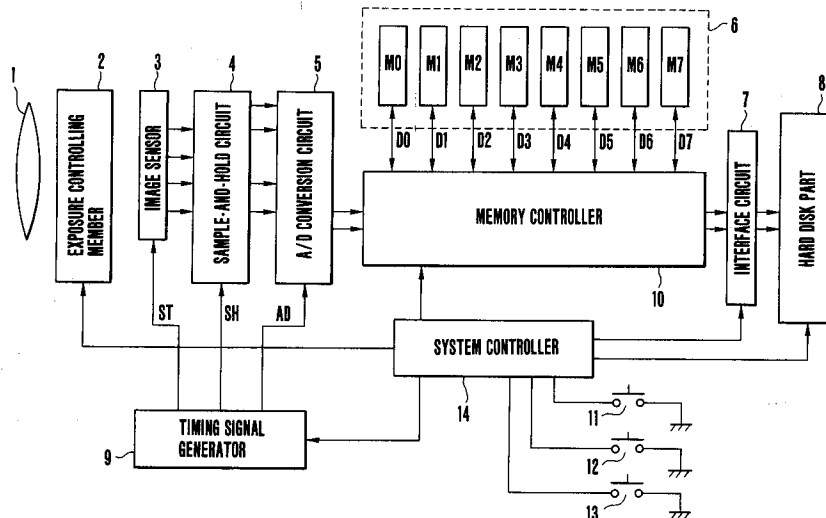 1
2
3
4
5
6
7
8
M0 M1 M2 M3 M4 M5 M6 M7
D0 D1 D2 D3 D4 D5 D6 D7
EXPOSURE CONTROLLING
MEMBER
IMAGE SENSOR
SAMPLE-AND-HOLD CIRCUIT
A/D CONVERSION CIRCUIT
MEMORY CONTROLLER
INTERFACE CIRCUIT
HARD DISK PART
10
ST
SH
AD
SYSTEM CONTROLLER
14
TIMING SIGNAL
GENERATOR
9
11
12
13